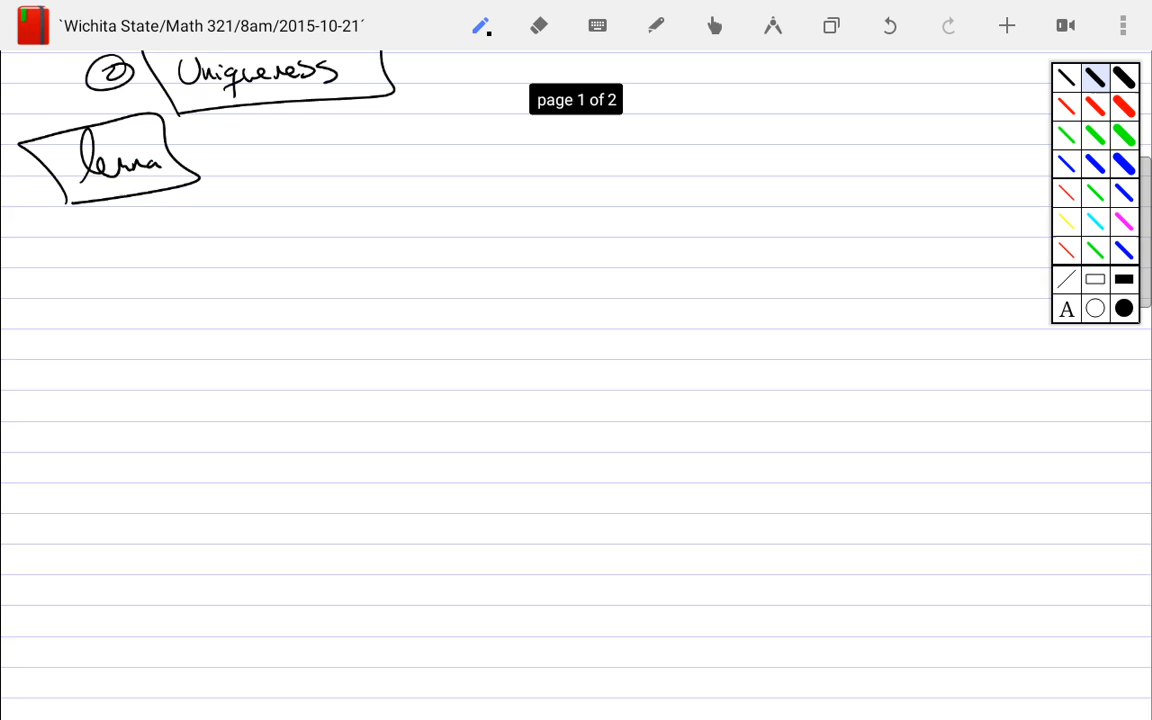 `Wichita State/Math 321/8am/2015-10-21´
② Uniqueness
page 1 of 2
lemma
A